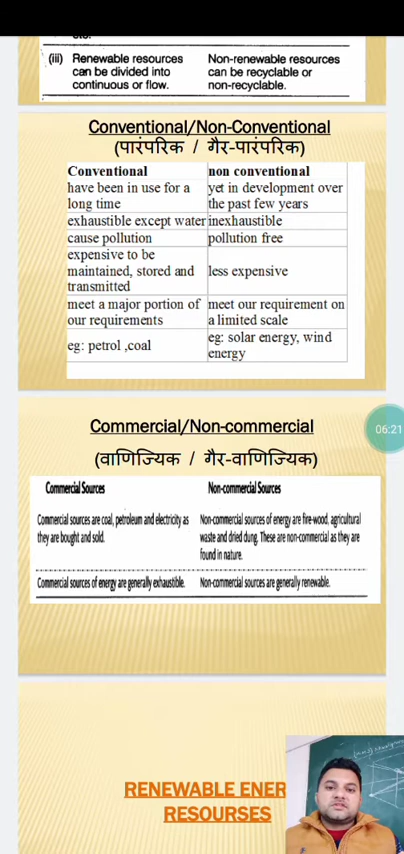 etc.
(iii) Renewable resources Non-renewable resources
can be divided into can be recyclable or
continuous or flow. non-recyclable.
Conventional/Non-Conventional
(पारंपरिक / गैर-पारंपरिक)
Conventional non conventional
have been in use for a yet in development over
long time the past few years
exhaustible except water inexhaustible
cause pollution pollution free
expensive to be
maintained, stored and less expensive
transmitted
meet a major portion of meet our requirement on
our requirements a limited scale
eg: petrol ,coal eg: solar energy, wind
energy
Commercial/Non-commercial
06:21
(वाणिज्यिक / गैर-वाणिज्यिक)
Commercial Sources Non-commercial Sources
Commercial sources are coal, petroleum and electricity as Non-commercial sources of energy are fire-wood, agricultural
they are bought and sold. waste and dried dung. These are non-commercial as they are
found in nature.
Commercial sources of energy are generally exhaustible. Non-commercial sources are generally renewable.
RENEWABLE ENER
RESOURSES